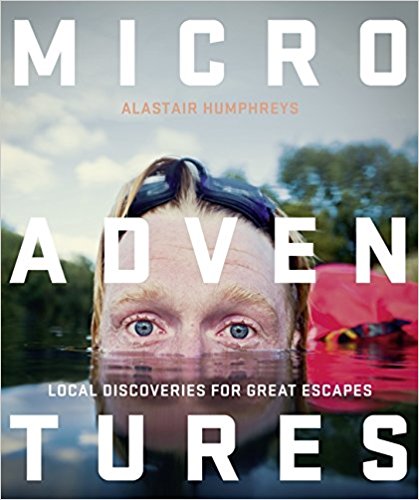 MICRO
ALASTAIR HUMPHREYS
ADVEN
LOCAL DISCOVERIES FOR GREAT ESCAPES
TURES